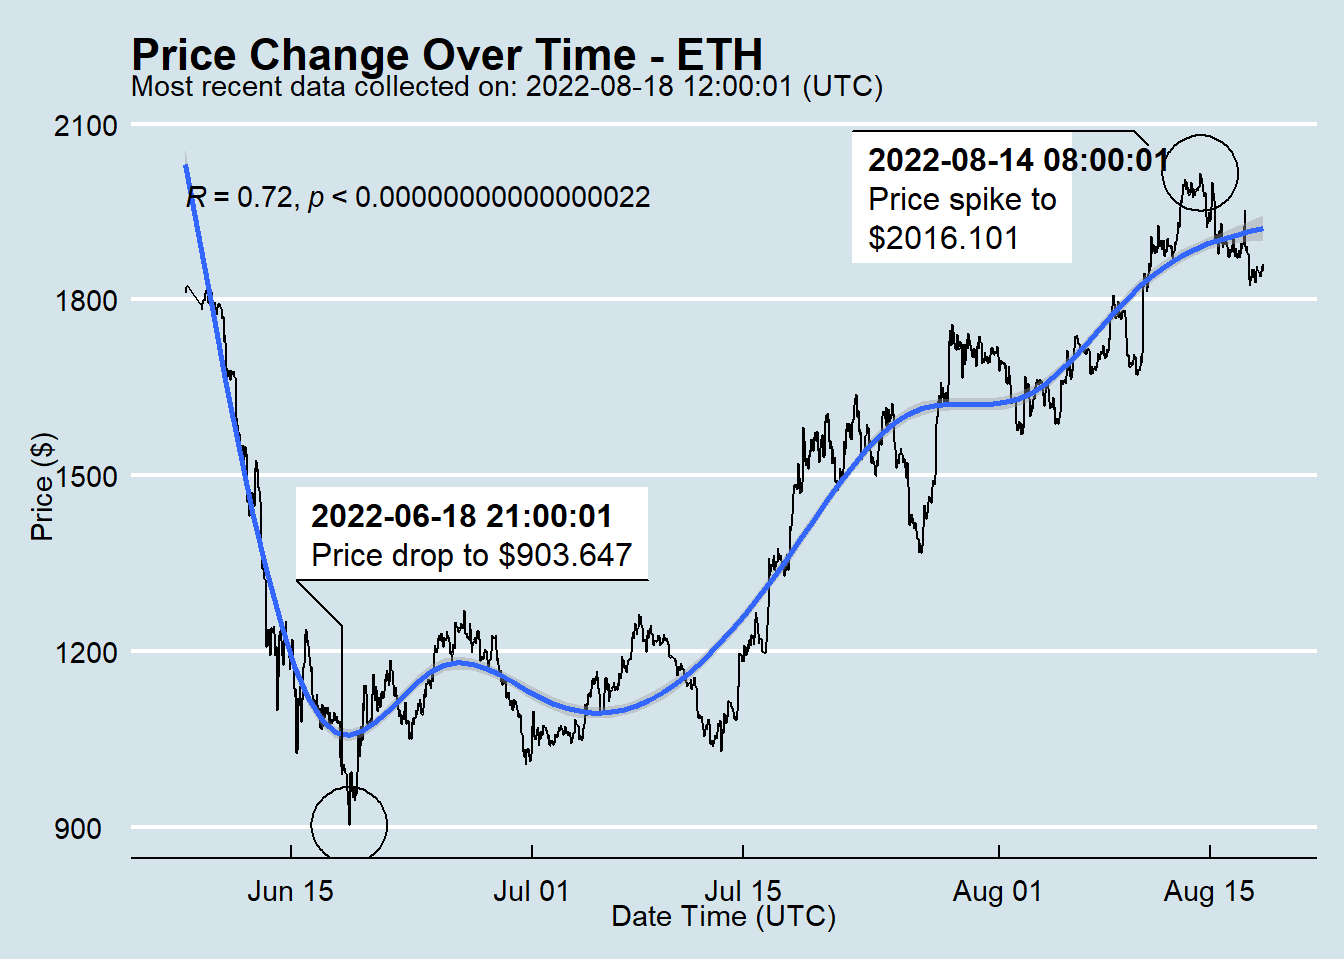 Price Change Over Time - ETH
Most recent data collected on: 2022-08-18 12:00:01 (UTC)
2100
1800
1500
1200
900
Price ($)
R = 0.72, p < 0.00000000000000022
2022-08-14 08:00:01
Price spike to
$2016.101
2022-06-18 21:00:01
Price drop to $903.647
Jun 15
Jul 01
Jul 15
Aug 01
Aug 15
Date Time (UTC)